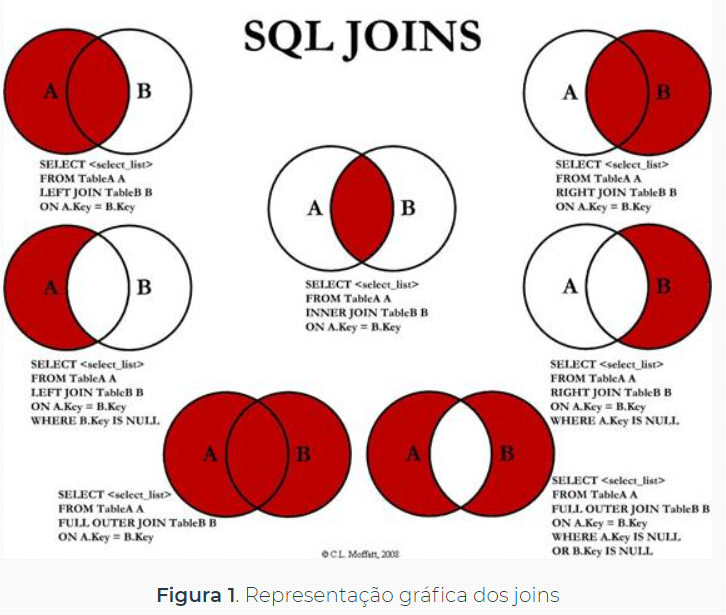 SQL JOINS
A B
SELECT <select_list>
FROM TableA A
LEFT JOIN TableB B
ON A.Key = B.Key
A B
SELECT <select_list>
FROM TableA A
RIGHT JOIN TableB B
ON A.Key = B.Key
A B
SELECT <select_list>
FROM TableA A
INNER JOIN TableB B
ON A.Key = B.Key
A B
SELECT <select_list>
FROM TableA A
LEFT JOIN TableB B
ON A.Key = B.Key
WHERE B.Key IS NULL
A B
SELECT <select_list>
FROM TableA A
RIGHT JOIN TableB B
ON A.Key = B.Key
WHERE A.Key IS NULL
A B
SELECT <select_list>
FROM TableA A
FULL OUTER JOIN TableB B
ON A.Key = B.Key
A B
SELECT <select_list>
FROM TableA A
FULL OUTER JOIN TableB B
ON A.Key = B.Key
WHERE A.Key IS NULL
OR B.Key IS NULL
© C.L. Moffatt, 2008
Figura 1. Representação gráfica dos joins